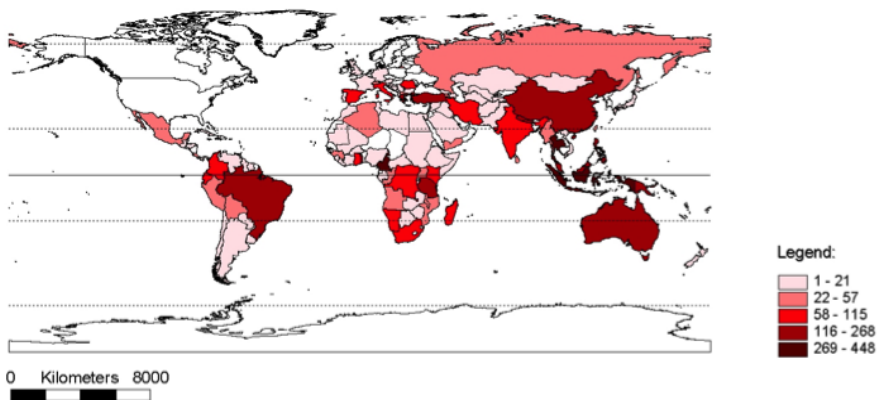 Legend:
1 - 21
22 - 57
58 - 115
116 - 268
269 - 448
0 Kilometers 8000